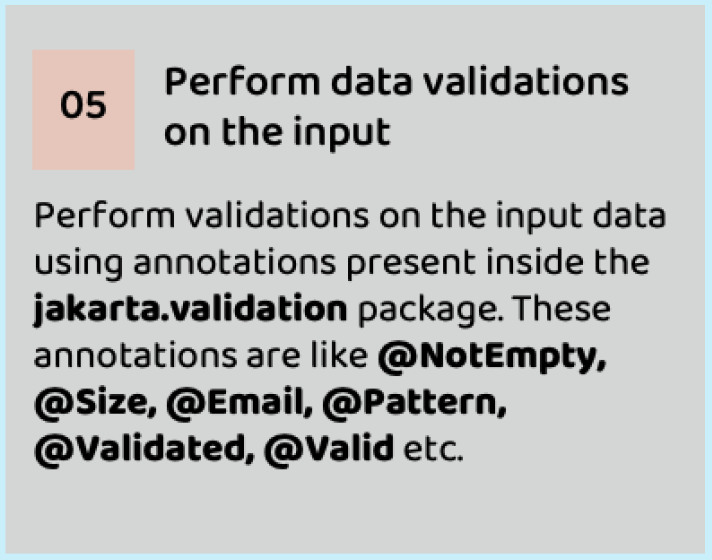 05
Perform data validations
on the input
Perform validations on the input data
using annotations present inside the
jakarta.validation package. These
annotations are like @NotEmpty,
@Size, @Email, @Pattern,
@Validated, @Valid etc.